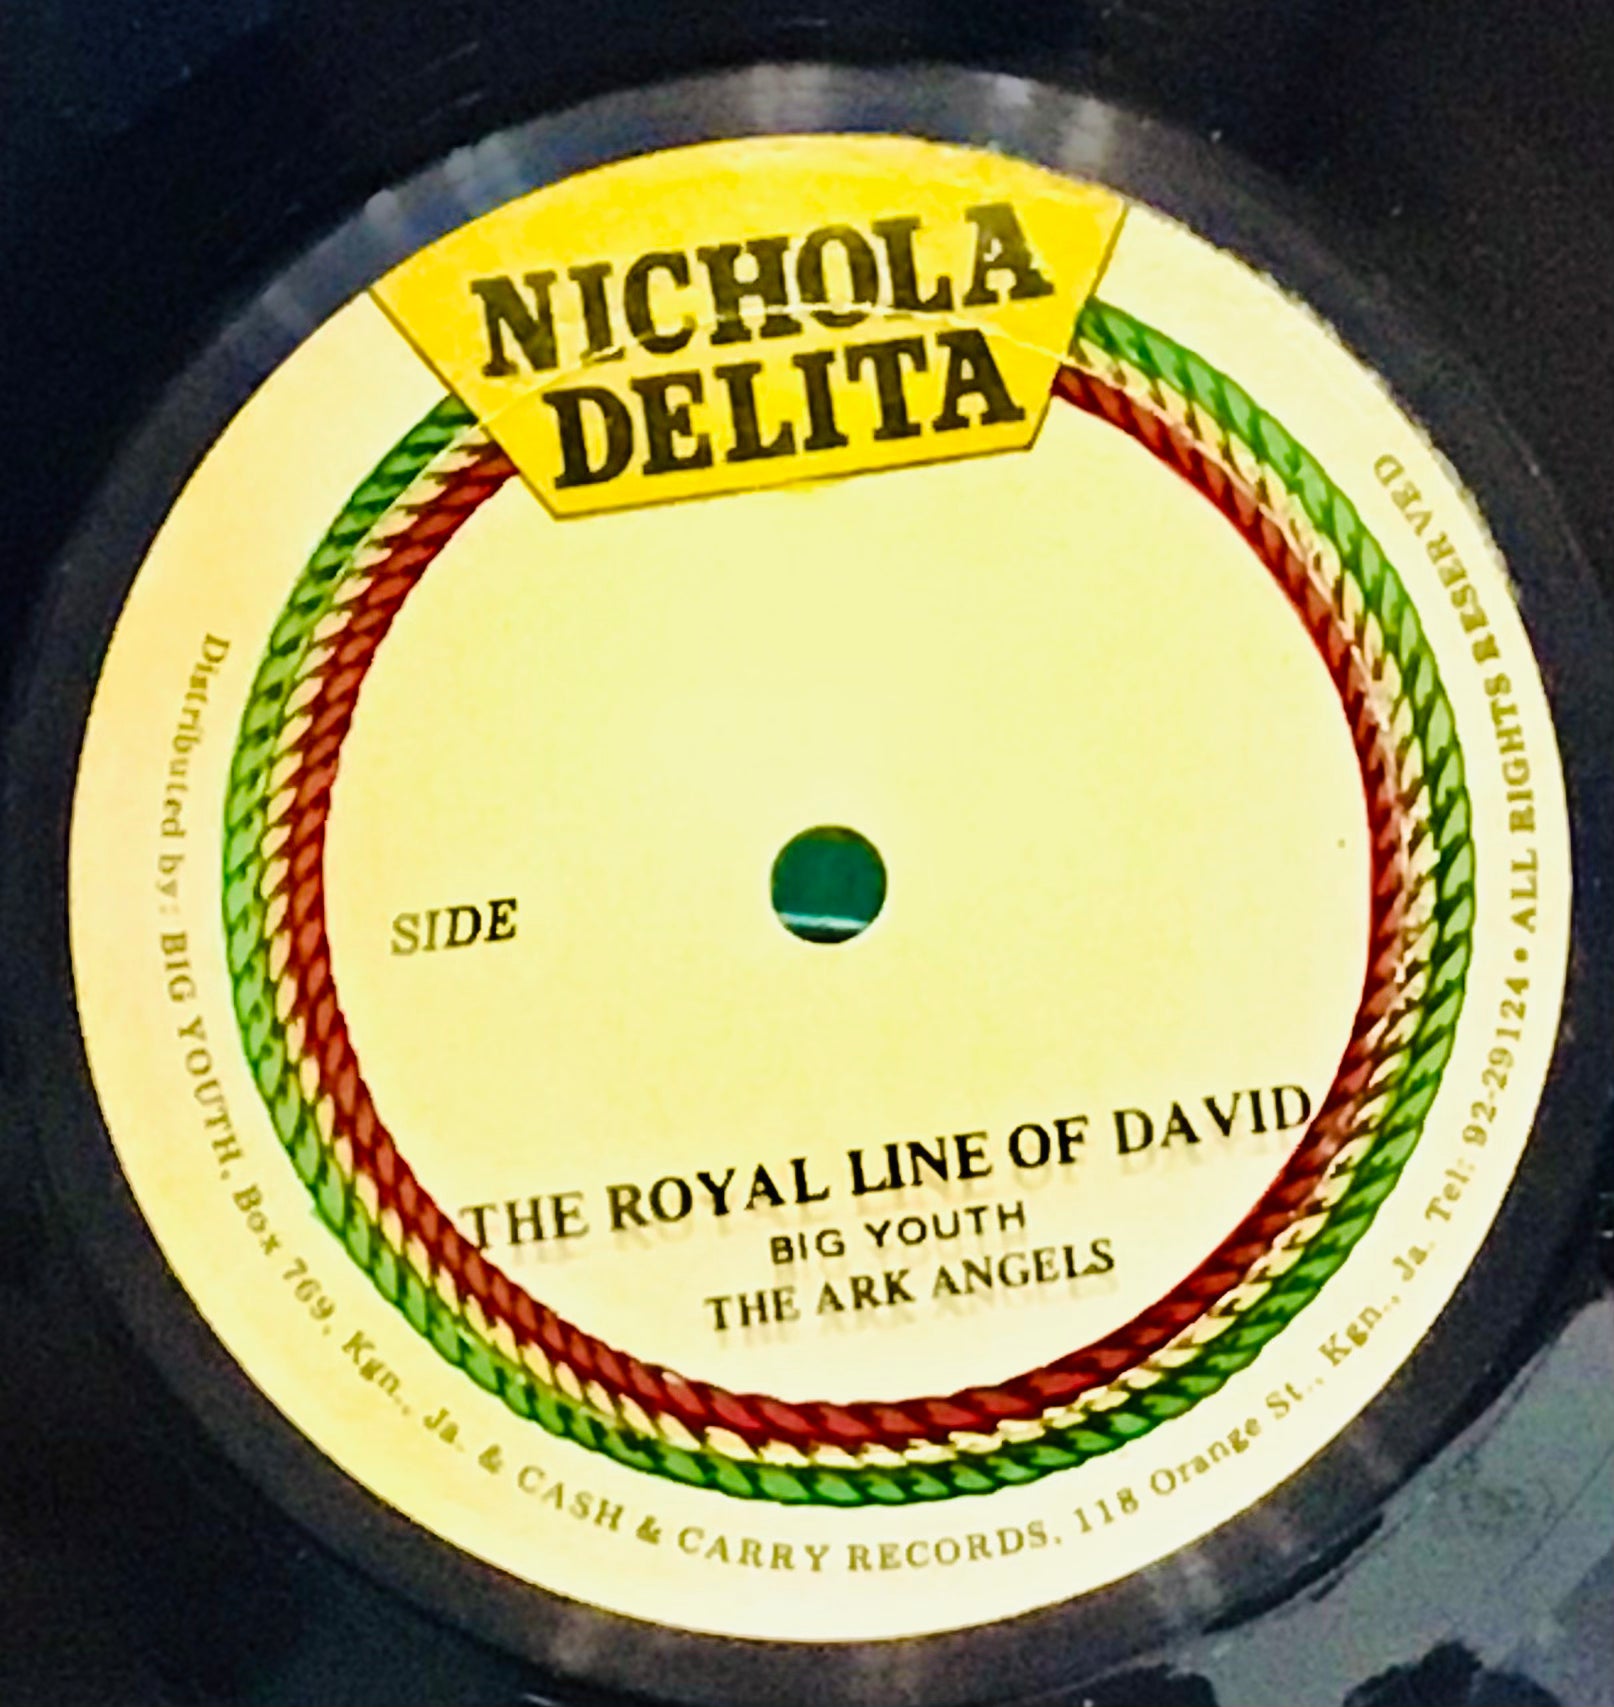 NICHOLA
DELITA
SIDE
THE ROYAL LINE OF DAVID
BIG YOUTH
THE ARK ANGELS
Distributed by: BIG YOUTH, Box 769, Kgn., Ja. & CASH & CARRY RECORDS, 118 Orange St., Kgn., Ja. Tel: 92-29124 • ALL RIGHTS RESERVED